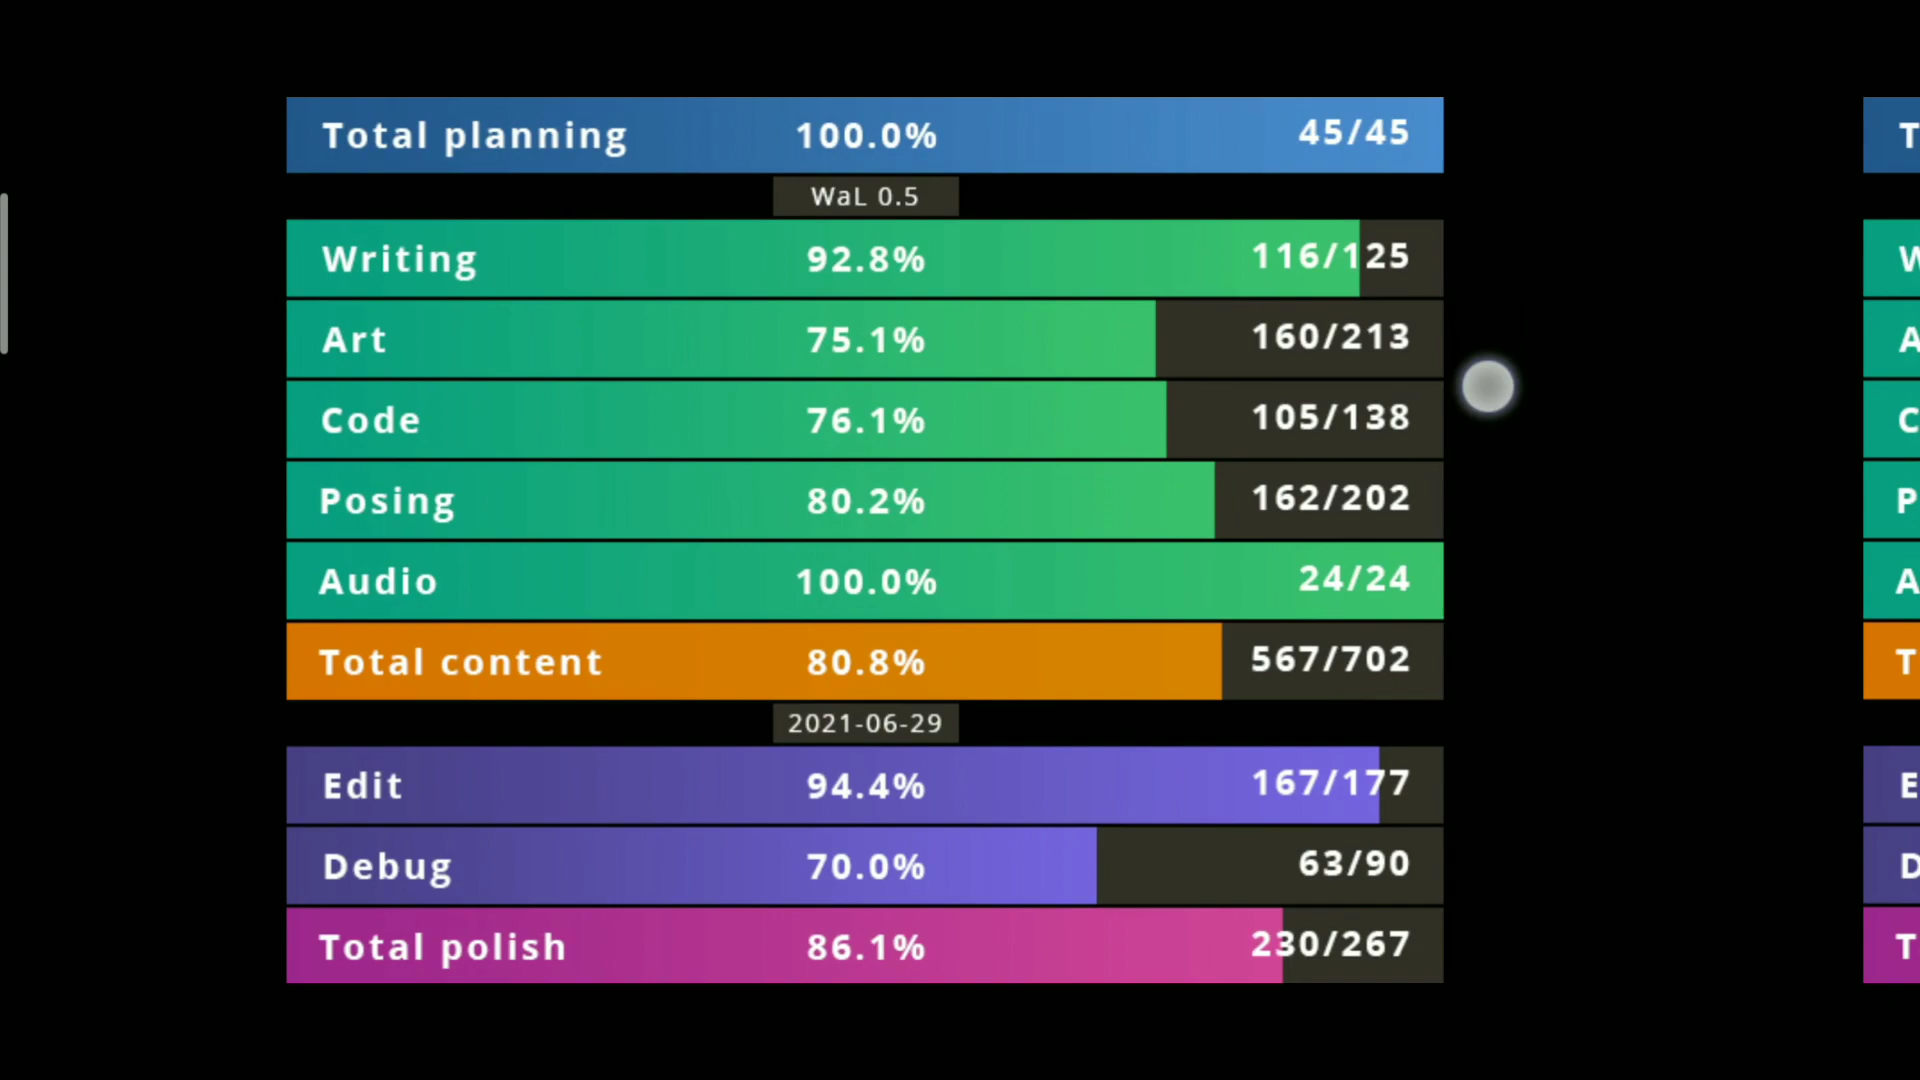 Total planning 100.0% 45/45
WaL 0.5
Writing 92.8% 116/125
Art 75.1% 160/213
Code 76.1% 105/138
Posing 80.2% 162/202
Audio 100.0% 24/24
Total content 80.8% 567/702
2021-06-29
Edit 94.4% 167/177
Debug 70.0% 63/90
Total polish 86.1% 230/267
T
W
A
C
P
A
T
E
D
T